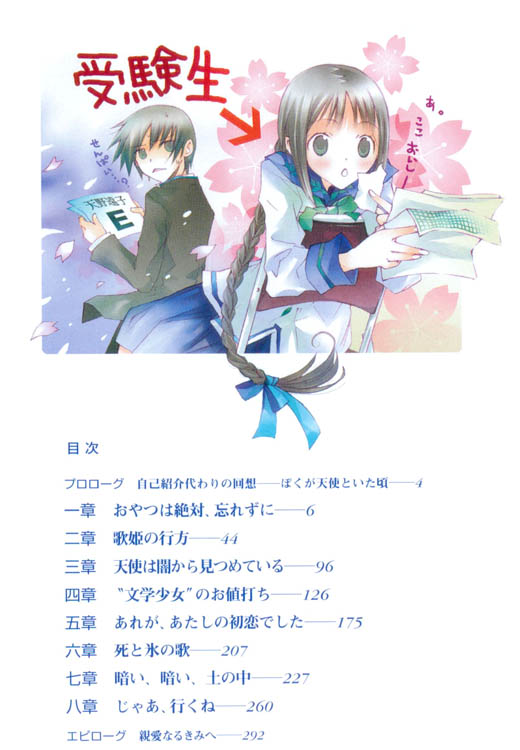 受験生
あ。
ここ おいしー
せんぱい…?
天野遠子
E
目次
プロローグ 自己紹介代わりの回想――ぼくが天使といた頃――4
一章 おやつは絶対、忘れずに――6
二章 歌姫の行方――44
三章 天使は闇から見つめている――96
四章 “文学少女”のお値打ち――126
五章 あれが、あたしの初恋でした――175
六章 死と氷の歌――207
七章 暗い、暗い、土の中――227
八章 じゃあ、行くね――260
エピローグ 親愛なるきみへ――292